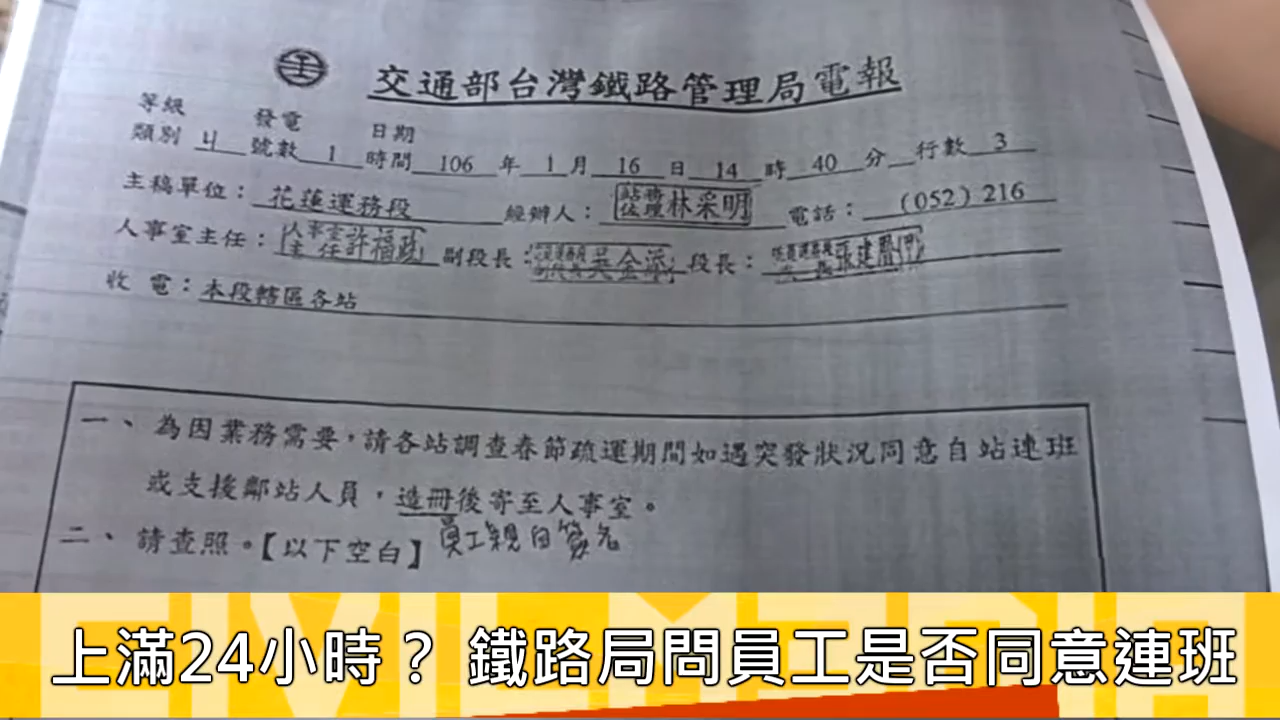 交通部台灣鐵路管理局電報
等級 發電 日期
類別 4 號數 1 時間 106 年 1 月 16 日 14 時 40 分 行數 3
主稿單位：花蓮運務段 經辦人：站務佐理林采明 電話：(052) 216
人事室主任：人事室主任許福政 副段長：吳金添 段長：張建曆(甲)
收電：本段轄區各站
一、為因業務需要，請各站調查春節疏運期間如遇突發狀況同意自站連班
或支援鄰站人員，造冊後寄至人事室。
二、請查照。【以下空白】員工親自簽名
上滿24小時？ 鐵路局問員工是否同意連班